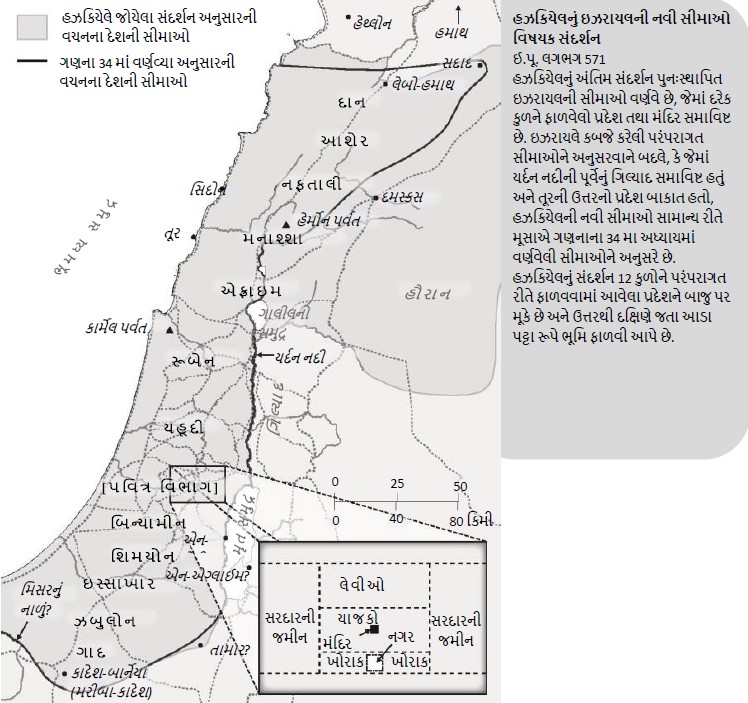 હઝકિયેલે જોયેલા સંદર્શન અનુસારની
વચનના દેશની સીમાઓ
ગણના 34 માં વર્ણવ્યા અનુસારની
વચનના દેશની સીમાઓ
હઝકિયેલનું ઇઝરાયલની નવી સીમાઓ
વિષયક સંદર્શન
ઈ.પૂ. લગભગ 571
હઝકિયેલનું અંતિમ સંદર્શન પુનઃસ્થાપિત
ઇઝરાયલની સીમાઓ વર્ણવે છે, જેમાં દરેક
કુળને ફાળવેલો પ્રદેશ તથા મંદિર સમાવિષ્ટ
છે. ઇઝરાયલે કબજે કરેલી પરંપરાગત
સીમાઓને અનુસરવાને બદલે, કે જેમાં
યર્દન નદીની પૂર્વેનું ગિલ્યાદ સમાવિષ્ટ હતું
અને તૂરની ઉત્તરનો પ્રદેશ બાકાત હતો,
હઝકિયેલની નવી સીમાઓ સામાન્ય રીતે
મૂસાએ ગણનાના 34 મા અધ્યાયમાં
વર્ણવેલી સીમાઓને અનુસરે છે.
હઝકિયેલનું સંદર્શન 12 કુળોને પરંપરાગત
રીતે ફાળવવામાં આવેલા પ્રદેશને બાજુ પર
મૂકે છે અને ઉત્તરથી દક્ષિણે જતા આડા
પટ્ટા રૂપે ભૂમિ ફાળવી આપે છે.
હેથ્લોન
હમાથ
સદાદ
લેબો-હમાથ
દાન
આશેર
નફતાલી
સિદોન
દમસ્કસ
હેર્મોન પર્વત
તૂર
મનાશ્શા
ભૂમધ્ય સમુદ્ર
એફ્રાઇમ
હૌરાન
ગાલીલની
સમુદ્ર
કાર્મેલ પર્વત
રૂબેન
યર્દન નદી
ગિલ્યાદ
યહૂદી
[પવિત્ર વિભાગ]
0 25 50
0 40 80 કિમી
બિન્યામીન
મૃત સમુદ્ર
એન-
શિમયોન
એન-એગ્લાઈમ?
ઇસ્સાખાર
મિસરનું
નાળું?
ઝબુલોન
ગાદ
તામાર?
કાદેશ-બાર્નેયા
(મરીબા-કાદેશ)
લેવીઓ
સરદારની
જમીન
યાજકો
સરદારની
જમીન
મંદિર
નગર
ખોરાક
ખોરાક